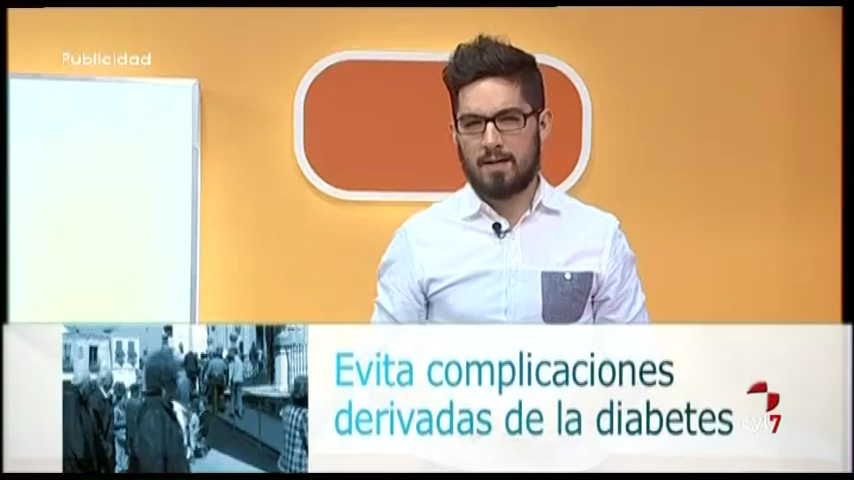 Publicidad
Evita complicaciones
derivadas de la diabetes
cyl7